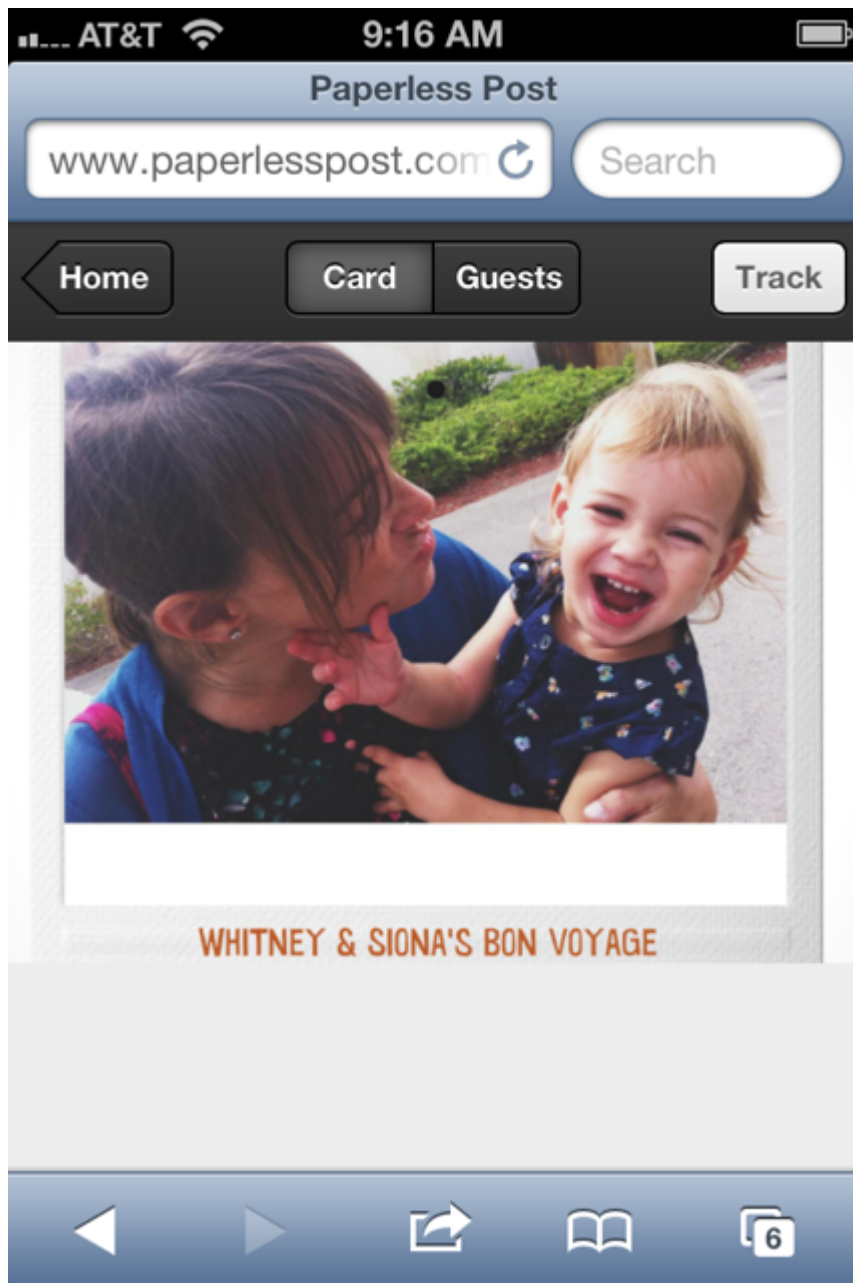 AT&T 9:16 AM
Paperless Post
www.paperlesspost.com Search
Home Card Guests Track
WHITNEY & SIONA'S BON VOYAGE
6